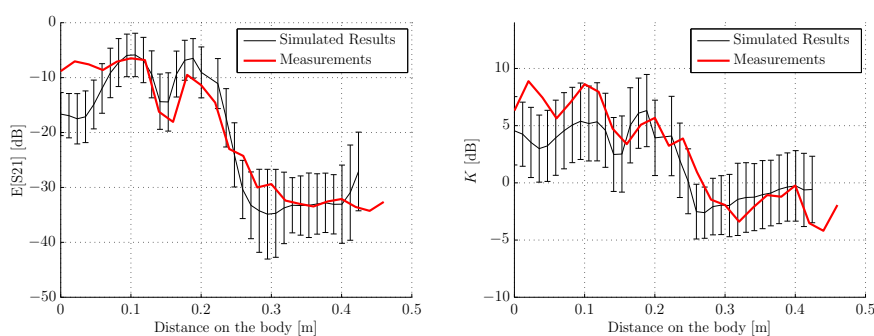 0
−10
−20
−30
−40
−50
0
0.1
0.2
0.3
0.4
0.5
E[S21] [dB]
Distance on the body [m]
Simulated Results
Measurements
10
5
0
−5
−10
0
0.1
0.2
0.3
0.4
0.5
K [dB]
Distance on the body [m]
Simulated Results
Measurements